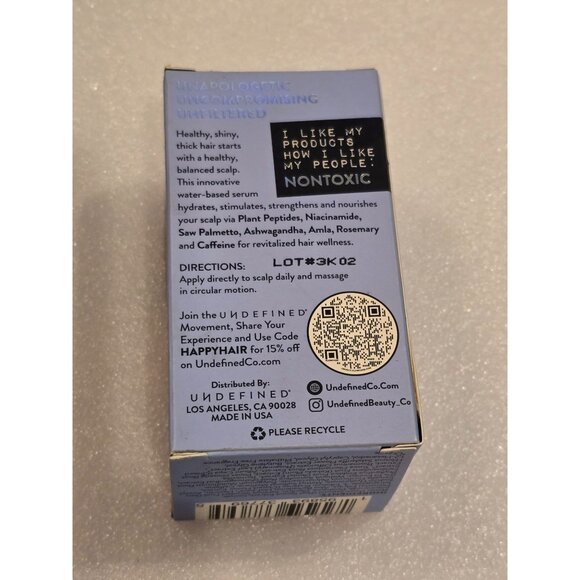 UNAPOLOGETIC
UNCOMPROMISING
UNFILTERED
Healthy, shiny,
thick hair starts
with a healthy,
balanced scalp.
This innovative
water-based serum
hydrates, stimulates, strengthens and nourishes
your scalp via Plant Peptides, Niacinamide,
Saw Palmetto, Ashwagandha, Amla, Rosemary
and Caffeine for revitalized hair wellness.
I LIKE MY
PRODUCTS
HOW I LIKE
MY PEOPLE:
NONTOXIC
DIRECTIONS:
LOT#3K02
Apply directly to scalp daily and massage
in circular motion.
Join the UNDEFINED®
Movement, Share Your
Experience and Use Code
HAPPYHAIR for 15% off
on UndefinedCo.com
Distributed By:
UNDEFINED®
LOS ANGELES, CA 90028
MADE IN USA
UndefinedCo.Com
UndefinedBeauty_Co
PLEASE RECYCLE